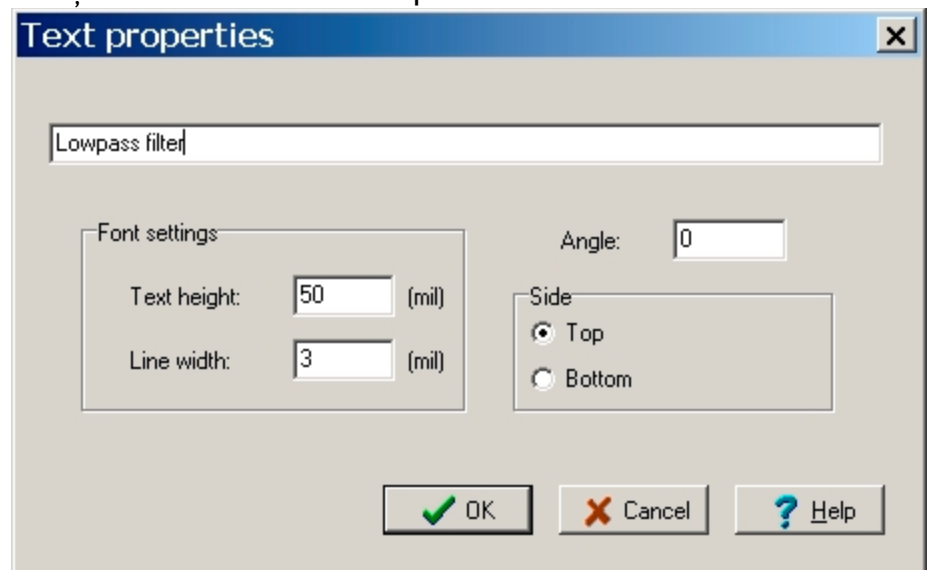 Text properties
Lowpass filter
Font settings
Angle: 0
Text height: 50 (mil)
Side
Top
Line width: 3 (mil)
Bottom
OK Cancel Help